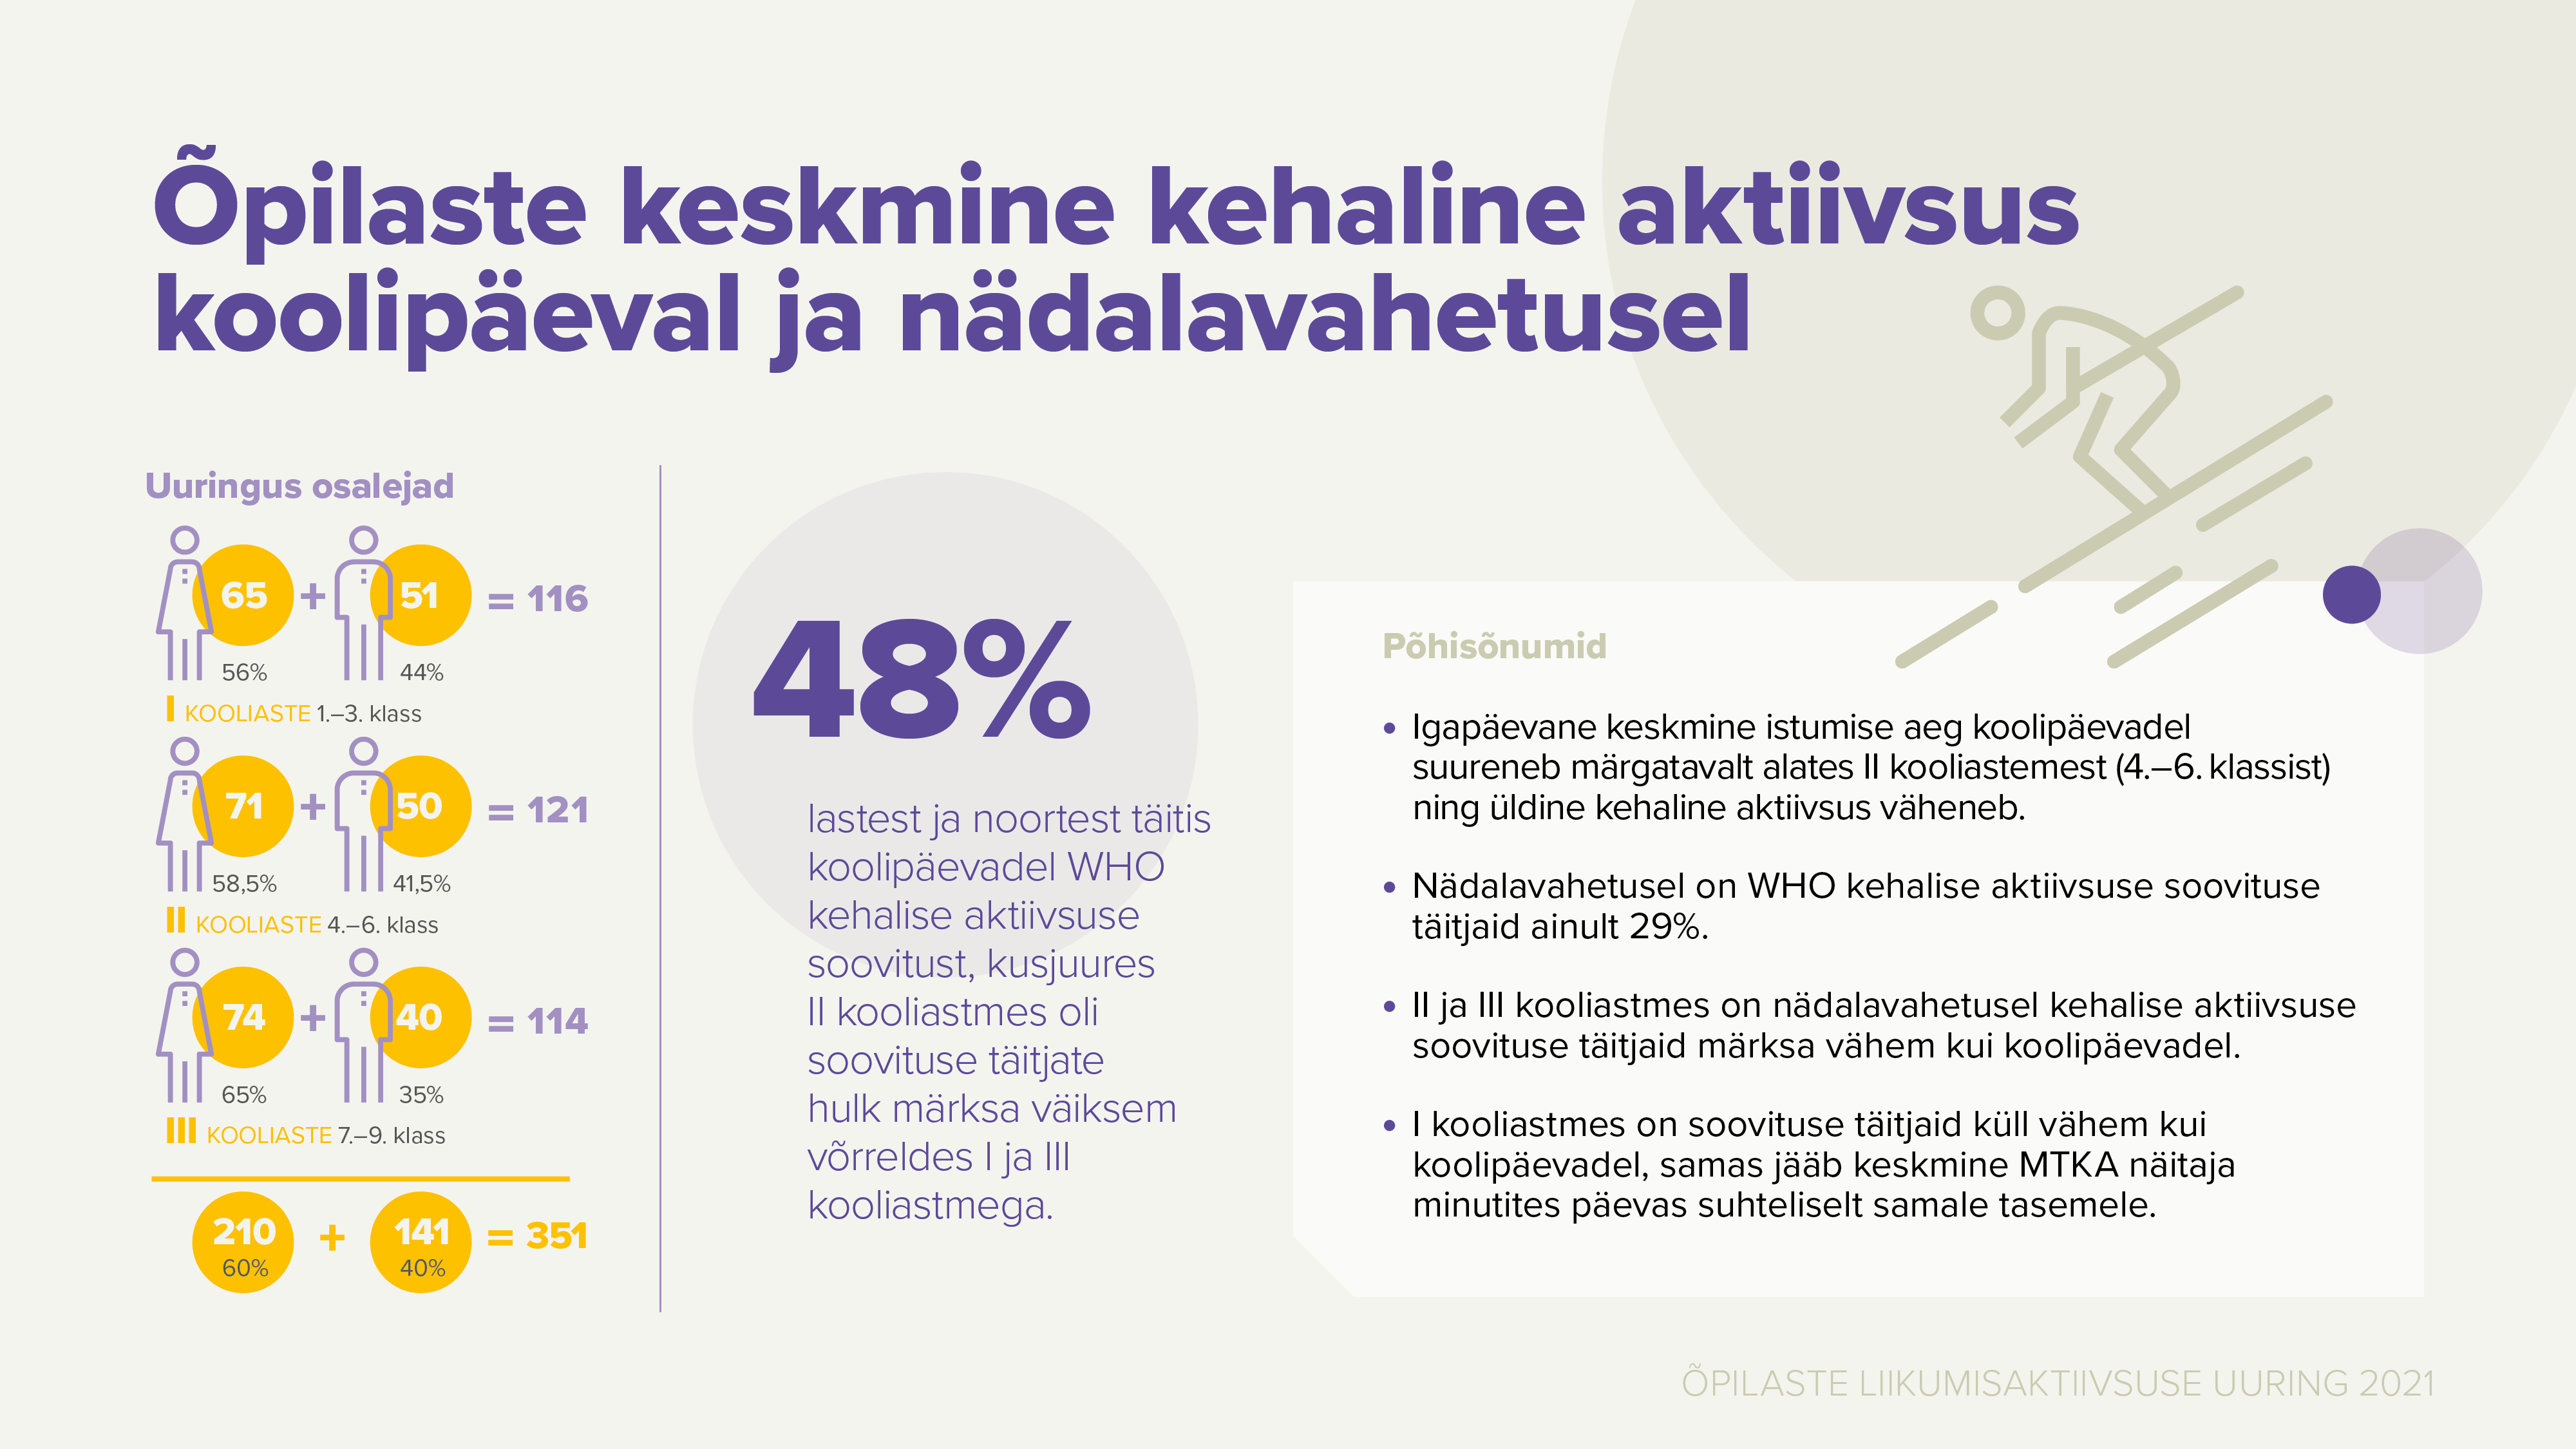 Õpilaste keskmine kehaline aktiivsus
koolipäeval ja nädalavahetusel
Uuringus osalejad
65 + 51 = 116
56% 44%
I KOOLIASTE 1.–3. klass
71 + 50 = 121
58,5% 41,5%
II KOOLIASTE 4.–6. klass
74 + 40 = 114
65% 35%
III KOOLIASTE 7.–9. klass
210 + 141 = 351
60% 40%
48%
lastest ja noortest täitis
koolipäevadel WHO
kehalise aktiivsuse
soovitust, kusjuures
II kooliastmes oli
soovituse täitjate
hulk märksa väiksem
võrreldes I ja III
kooliastmega.
Põhisõnumid
• Igapäevane keskmine istumise aeg koolipäevadel
suureneb märgatavalt alates II kooliastemest (4.–6. klassist)
ning üldine kehaline aktiivsus väheneb.
• Nädalavahetusel on WHO kehalise aktiivsuse soovituse
täitjaid ainult 29%.
• II ja III kooliastmes on nädalavahetusel kehalise aktiivsuse
soovituse täitjaid märksa vähem kui koolipäevadel.
• I kooliastmes on soovituse täitjaid küll vähem kui
koolipäevadel, samas jääb keskmine MTKA näitaja
minutites päevas suhteliselt samale tasemele.
ÕPILASTE LIIKUMISAKTIIVSUSE UURING 2021